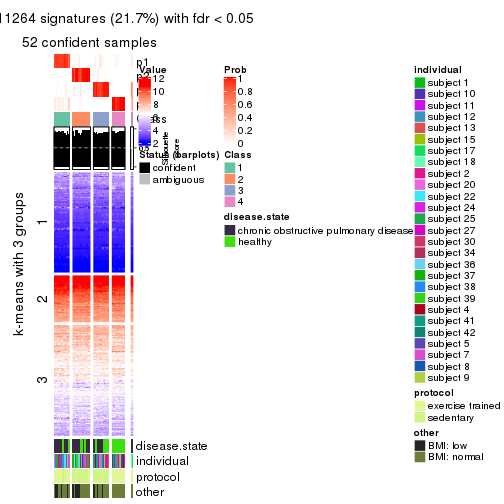 11264 signatures (21.7%) with fdr < 0.05
52 confident samples
p1
Value
12
10
8
6
4
2
Prob
1
0.8
0.6
0.4
0.2
0
Status (barplots)
confident
ambiguous
Class
1
2
3
4
disease.state
chronic obstructive pulmonary disease
healthy
individual
subject 1
subject 10
subject 11
subject 12
subject 13
subject 15
subject 17
subject 18
subject 2
subject 20
subject 22
subject 24
subject 25
subject 27
subject 30
subject 34
subject 36
subject 37
subject 38
subject 39
subject 4
subject 41
subject 42
subject 5
subject 7
subject 8
subject 9
protocol
exercise trained
sedentary
other
BMI: low
BMI: normal
k-means with 3 groups
1
2
3
disease.state
individual
protocol
other